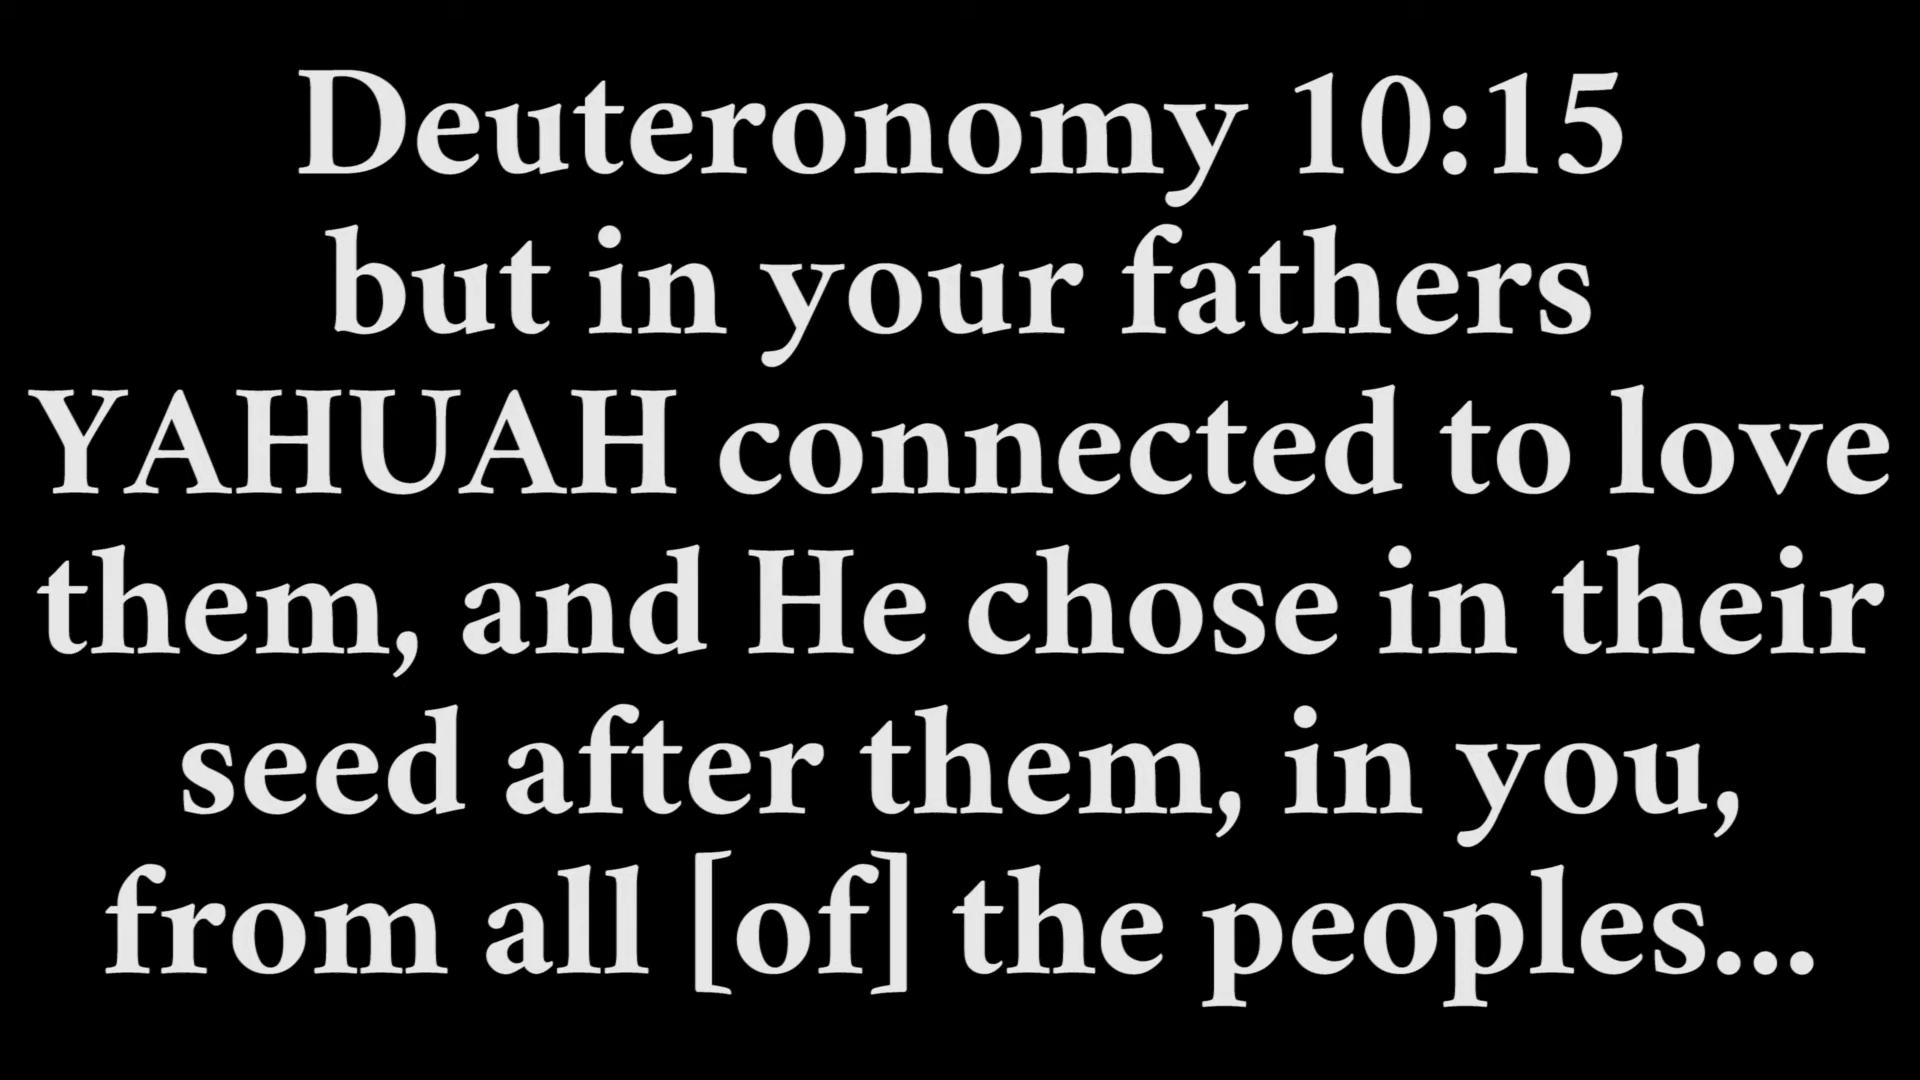 Deuteronomy 10:15
but in your fathers
YAHUAH connected to love
them, and He chose in their
seed after them, in you,
from all [of] the peoples...